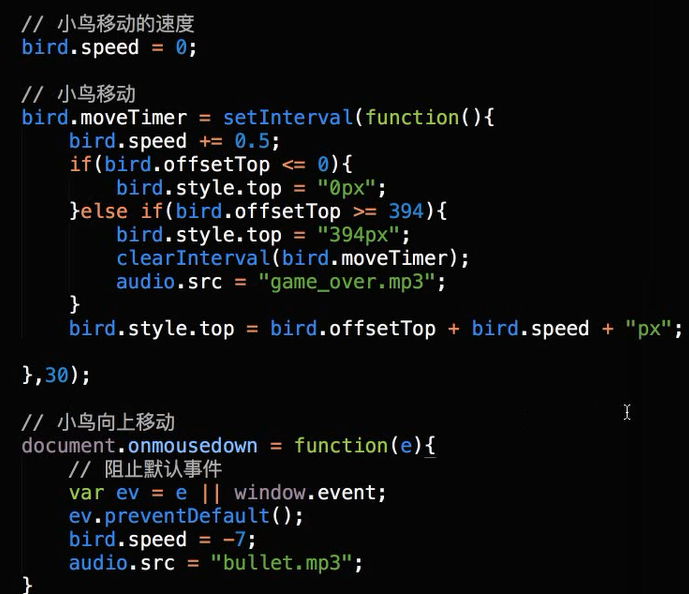 // 小鸟移动的速度
bird.speed = 0;
// 小鸟移动
bird.moveTimer = setInterval(function(){
bird.speed += 0.5;
if(bird.offsetTop <= 0){
bird.style.top = "0px";
}else if(bird.offsetTop >= 394){
bird.style.top = "394px";
clearInterval(bird.moveTimer);
audio.src = "game_over.mp3";
}
bird.style.top = bird.offsetTop + bird.speed + "px";
},30);
// 小鸟向上移动
document.onmousedown = function(e){
// 阻止默认事件
var ev = e || window.event;
ev.preventDefault();
bird.speed = -7;
audio.src = "bullet.mp3";
}